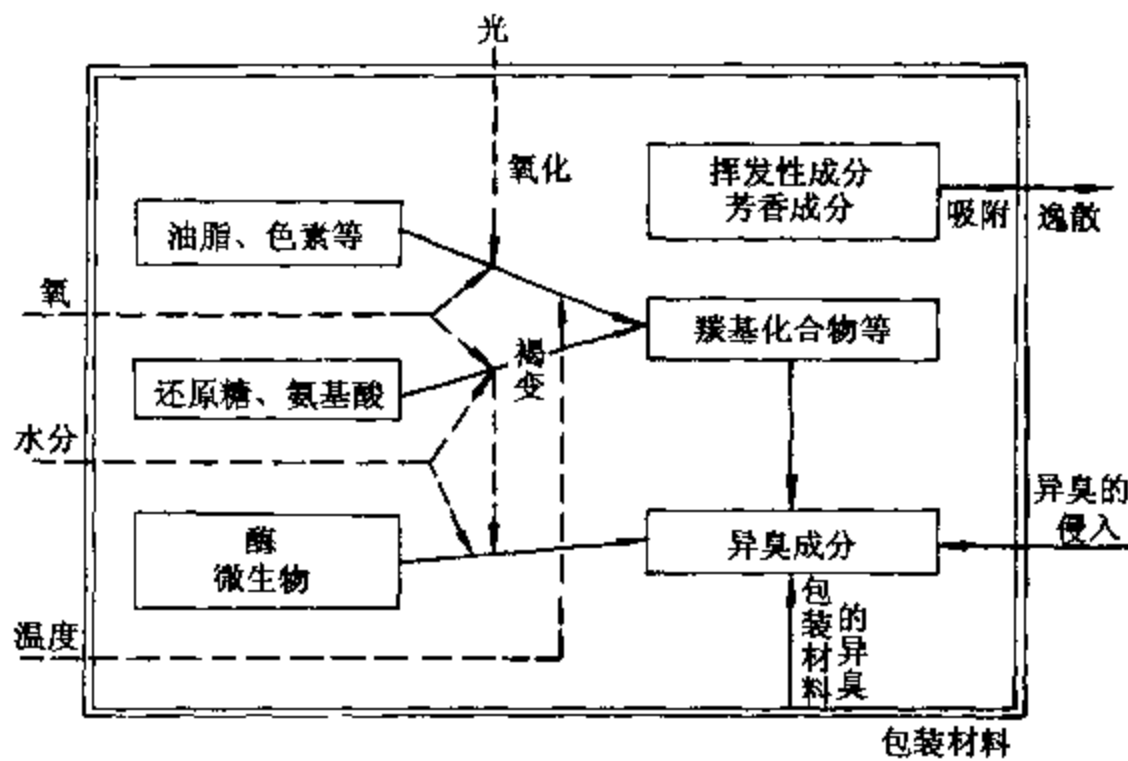 光
氧化
挥发性成分
芳香成分
吸附
逸散
油脂、色素等
氧
羰基化合物等
褐变
还原糖、氨基酸
水分
异臭的
侵入
酶
微生物
异臭成分
包装材料
的异臭
温度
包装材料